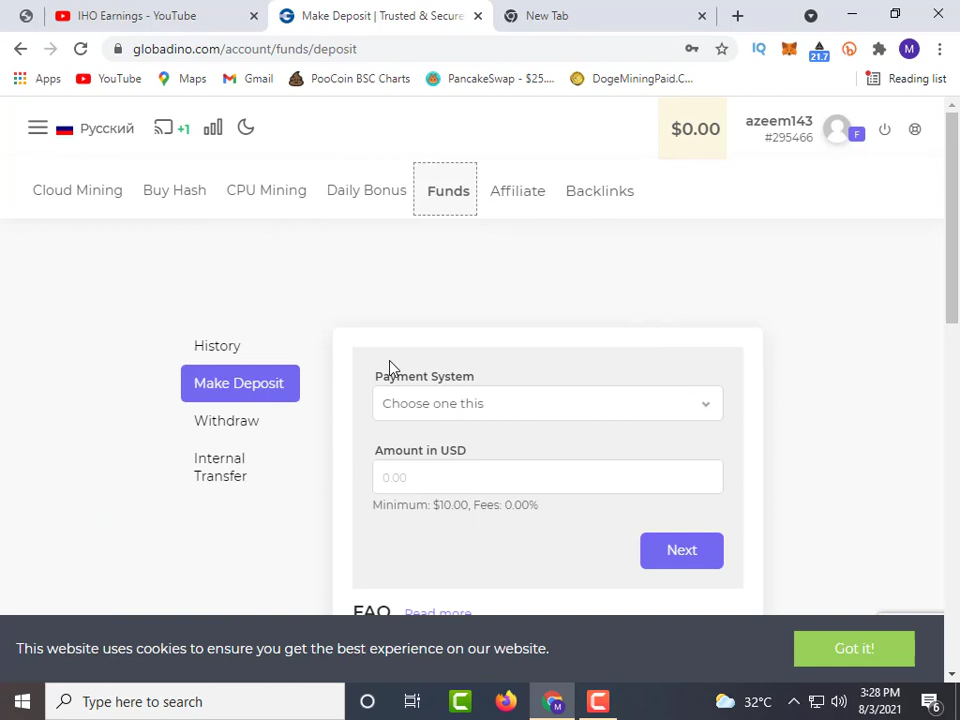 IHO Earnings - YouTube
Make Deposit | Trusted & Secure
New Tab
globadino.com/account/funds/deposit
IQ
21.7
M
Apps
YouTube
Maps
Gmail
PooCoin BSC Charts
PancakeSwap - $25....
DogeMiningPaid.C...
Reading list
Русский
+1
$0.00
azeem143
#295466
F
Cloud Mining
Buy Hash
CPU Mining
Daily Bonus
Funds
Affiliate
Backlinks
History
Make Deposit
Withdraw
Internal
Transfer
Payment System
Choose one this
Amount in USD
0.00
Minimum: $10.00, Fees: 0.00%
Next
FAQ
Read more
This website uses cookies to ensure you get the best experience on our website.
Got it!
Type here to search
32°C
3:28 PM
8/3/2021
6